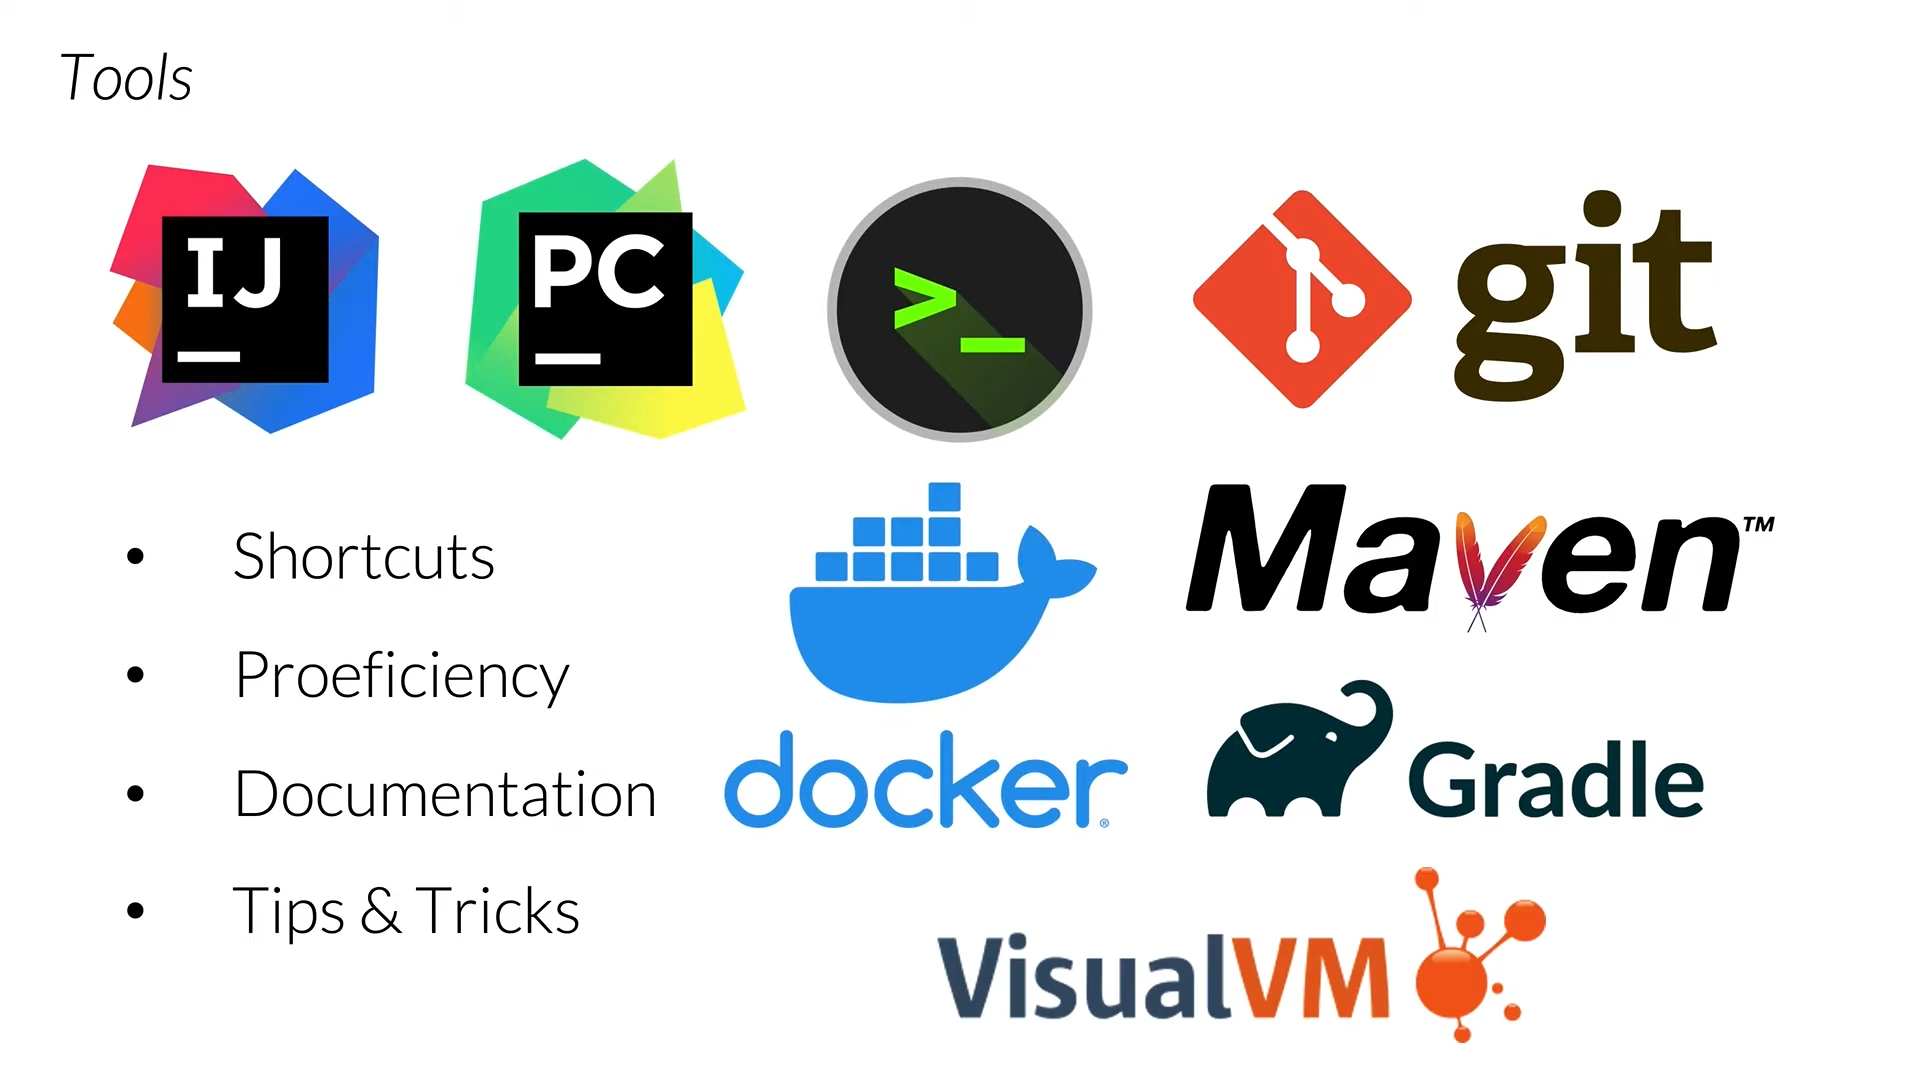 Tools
IJ
PC
>_
git
Shortcuts
Proeficiency
Documentation
Tips & Tricks
docker®
Maven™
Gradle
VisualVM